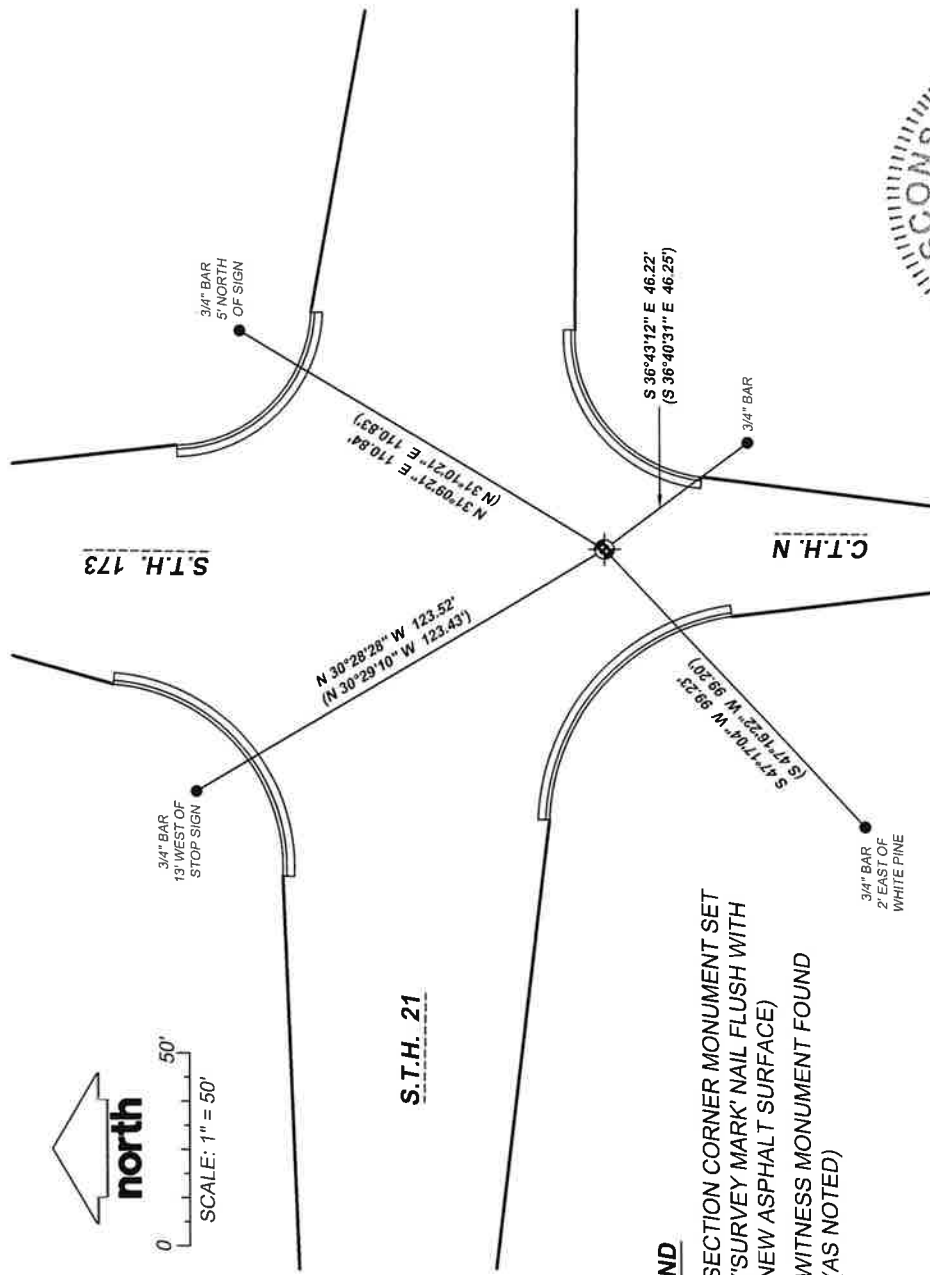 north
0 50'
SCALE: 1" = 50'
S.T.H. 173
3/4" BAR
5' NORTH
OF SIGN
N 31°09'21" E 110.84'
(N 31°10'21" E 110.83')
3/4" BAR
13' WEST OF
STOP SIGN
N 30°28'28" W 123.52'
(N 30°29'10" W 123.43')
S 36°43'12" E 46.22'
(S 36°40'31" E 46.25')
3/4" BAR
S.T.H. 21
C.T.H. N
S 47°17'04" W 99.23'
(S 47°16'22" W 99.20')
3/4" BAR
2' EAST OF
WHITE PINE
ND
SECTION CORNER MONUMENT SET
'SURVEY MARK' NAIL FLUSH WITH
NEW ASPHALT SURFACE)
WITNESS MONUMENT FOUND
(AS NOTED)
CONS